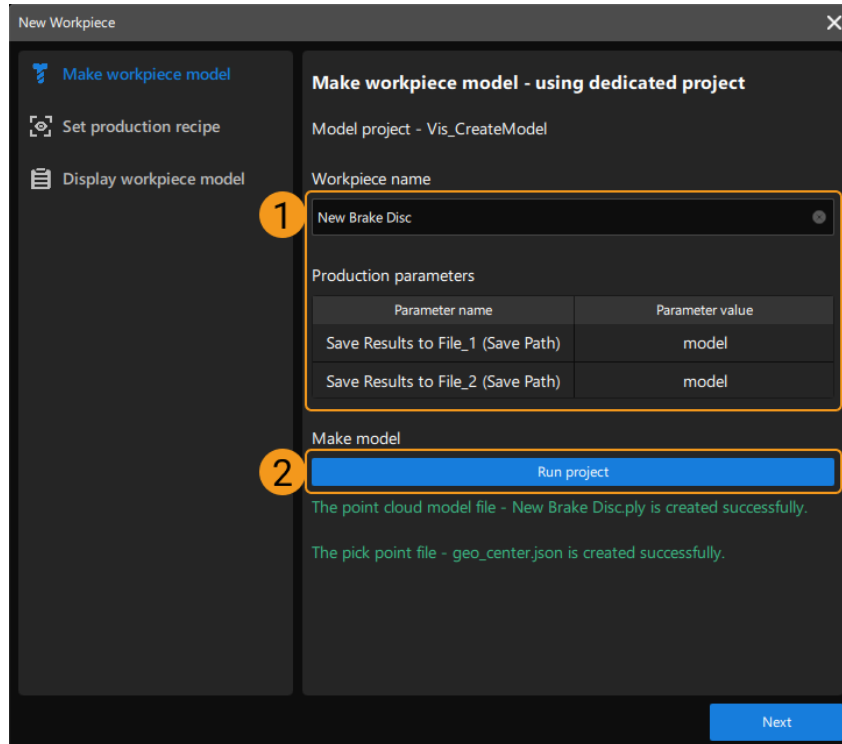 New Workpiece
Make workpiece model
Set production recipe
Display workpiece model
Make workpiece model - using dedicated project
Model project - Vis_CreateModel
Workpiece name
1
New Brake Disc
Production parameters
Parameter name Parameter value
Save Results to File_1 (Save Path) model
Save Results to File_2 (Save Path) model
Make model
2
Run project
The point cloud model file - New Brake Disc.ply is created successfully.
The pick point file - geo_center.json is created successfully.
Next